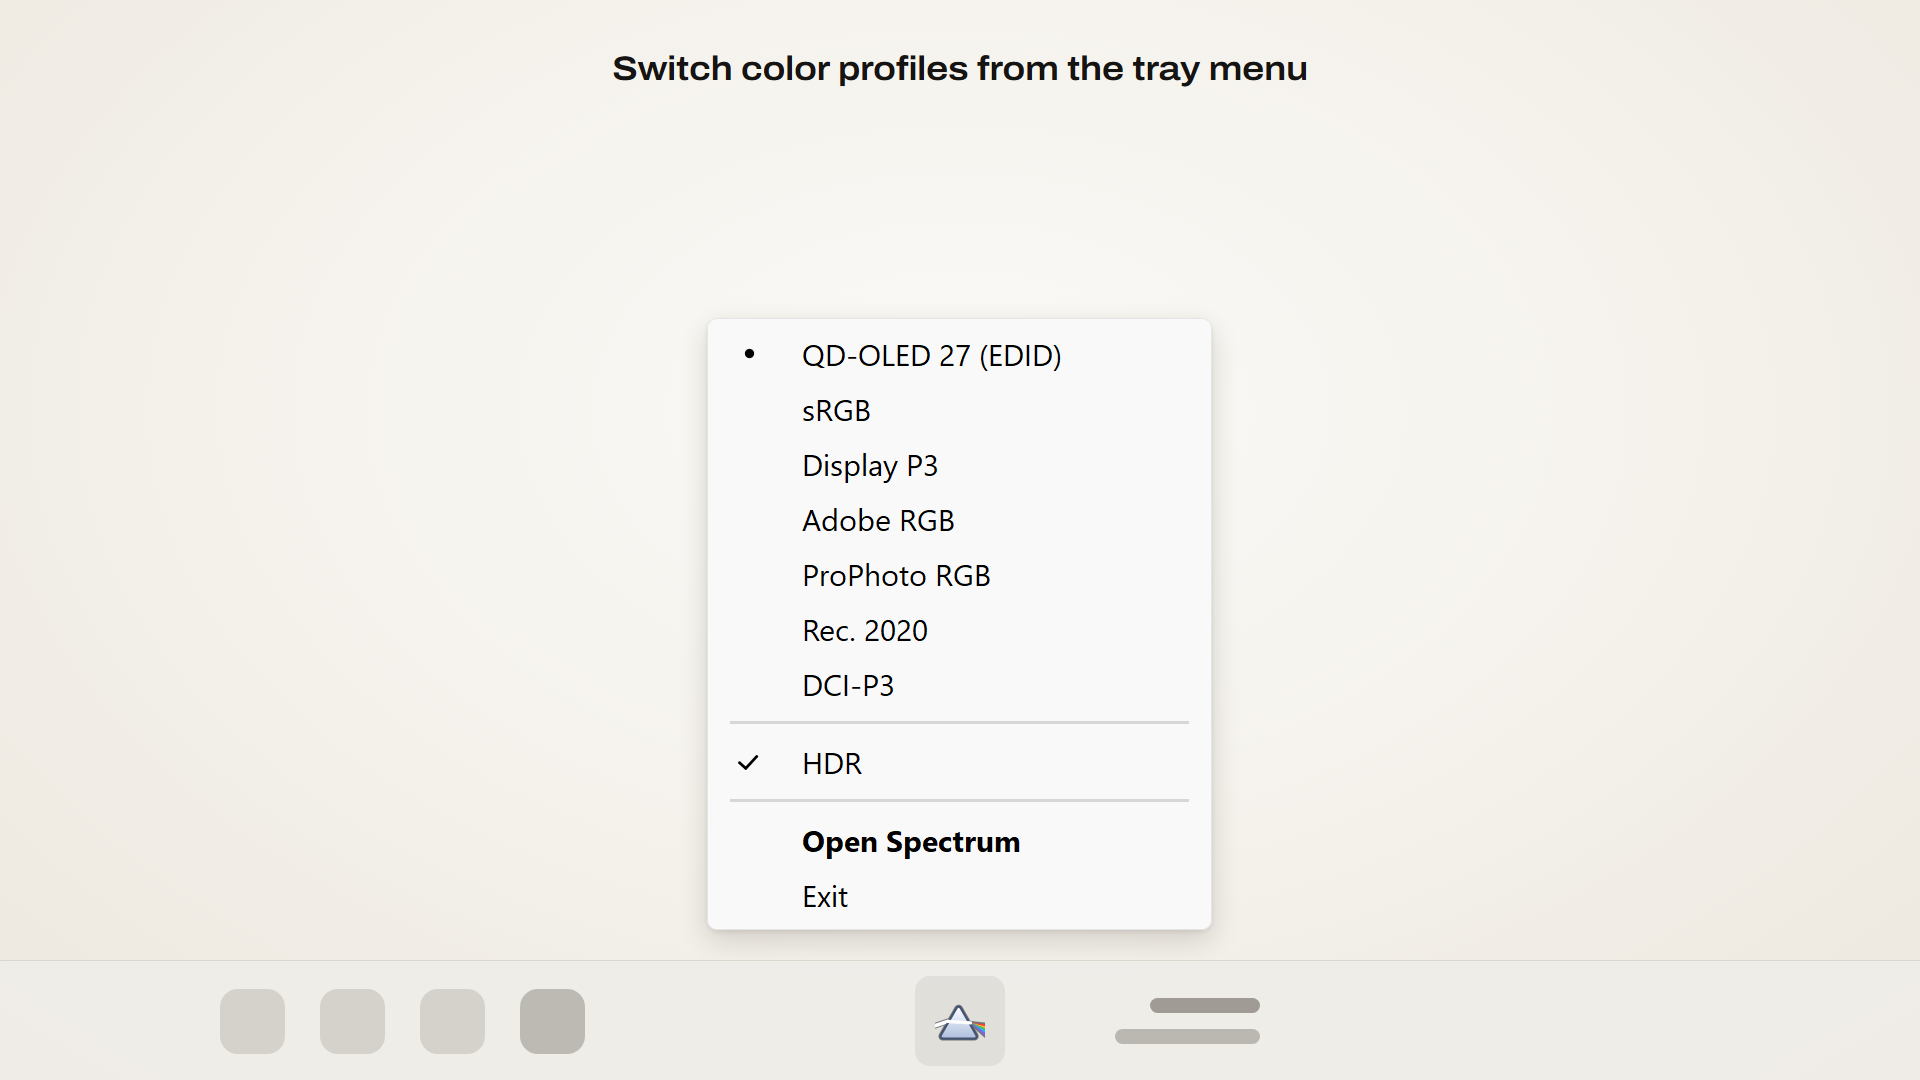 Switch color profiles from the tray menu
QD-OLED 27 (EDID)
sRGB
Display P3
Adobe RGB
ProPhoto RGB
Rec. 2020
DCI-P3
HDR
Open Spectrum
Exit